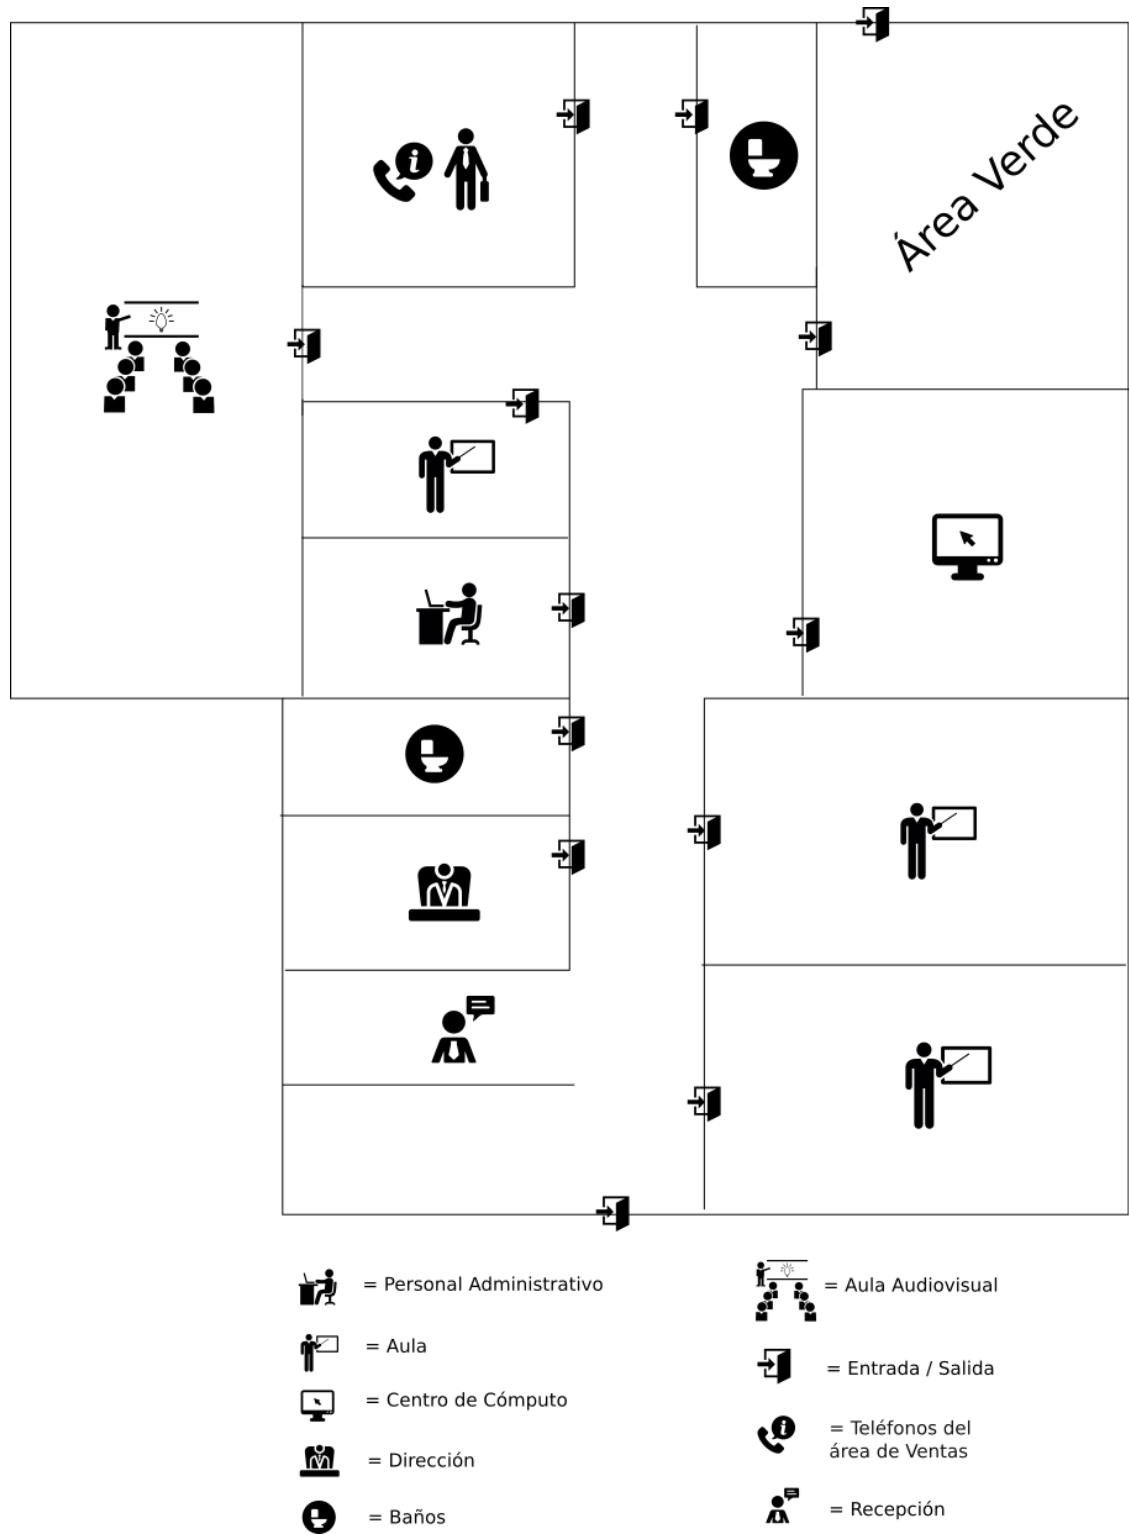 Área Verde
= Personal Administrativo
= Aula
= Centro de Cómputo
= Dirección
= Baños
= Aula Audiovisual
= Entrada / Salida
= Teléfonos del
área de Ventas
= Recepción